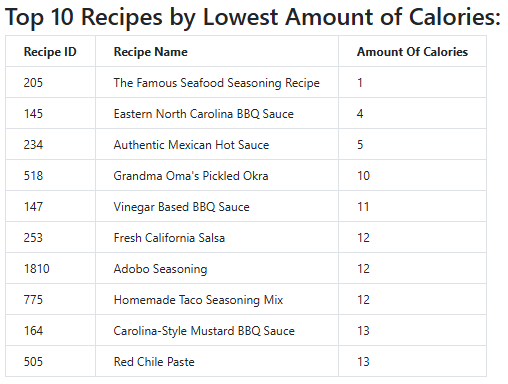 Top 10 Recipes by Lowest Amount of Calories:
Recipe ID Recipe Name Amount Of Calories
205 The Famous Seafood Seasoning Recipe 1
145 Eastern North Carolina BBQ Sauce 4
234 Authentic Mexican Hot Sauce 5
518 Grandma Oma's Pickled Okra 10
147 Vinegar Based BBQ Sauce 11
253 Fresh California Salsa 12
1810 Adobo Seasoning 12
775 Homemade Taco Seasoning Mix 12
164 Carolina-Style Mustard BBQ Sauce 13
505 Red Chile Paste 13